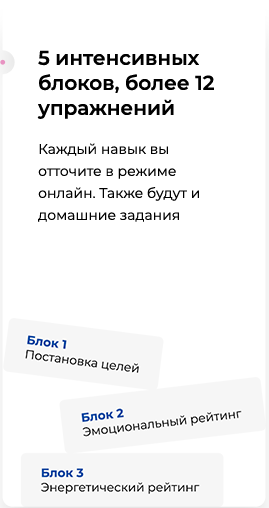 5 интенсивных
блоков, более 12
упражнений
Каждый навык вы
отточите в режиме
онлайн. Также будут и
домашние задания
Блок 1
Постановка целей
Блок 2
Эмоциональный рейтинг
Блок 3
Энергетический рейтинг